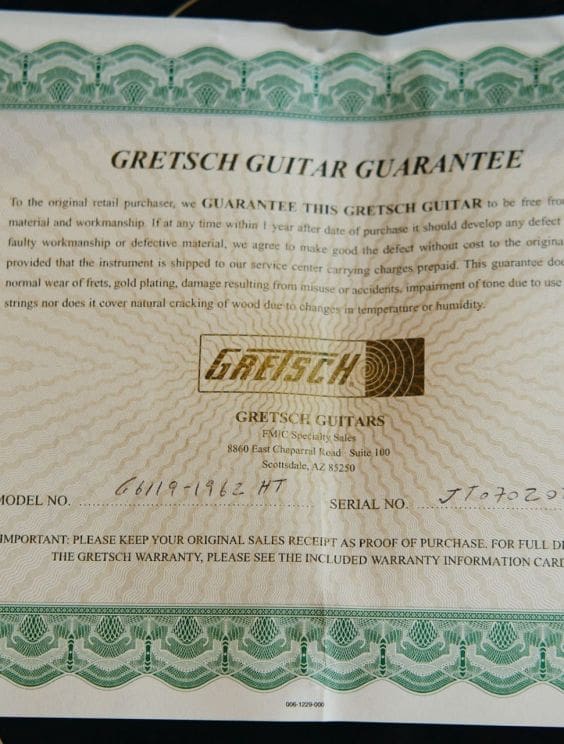 GRETSCH GUITAR GUARANTEE
To the original retail purchaser, we GUARANTEE THIS GRETSCH GUITAR to be free
material and workmanship. If at any time within 1 year after date of purchase it should develop any defect
faulty workmanship or defective material, we agree to make good the defect without cost to the
provided that the instrument is shipped to our service center carrying charges prepaid. This guarantee
normal wear of frets, gold plating, damage resulting from misuse or accidents, impairment of tone due to use
strings nor does it cover natural cracking of wood due to changes in temperature or humidity.
GRETSCH
GRETSCH GUITARS
FMIC Specialty Sales
8860 East Chaparral Road Suite 100
Scottsdale, AZ 85250
MODEL NO. G6119-1962 HT SERIAL NO. JT07020
IMPORTANT: PLEASE KEEP YOUR ORIGINAL SALES RECEIPT AS PROOF OF PURCHASE. FOR FULL
THE GRETSCH WARRANTY, PLEASE SEE THE INCLUDED WARRANTY INFORMATION CARD
006-1229-000